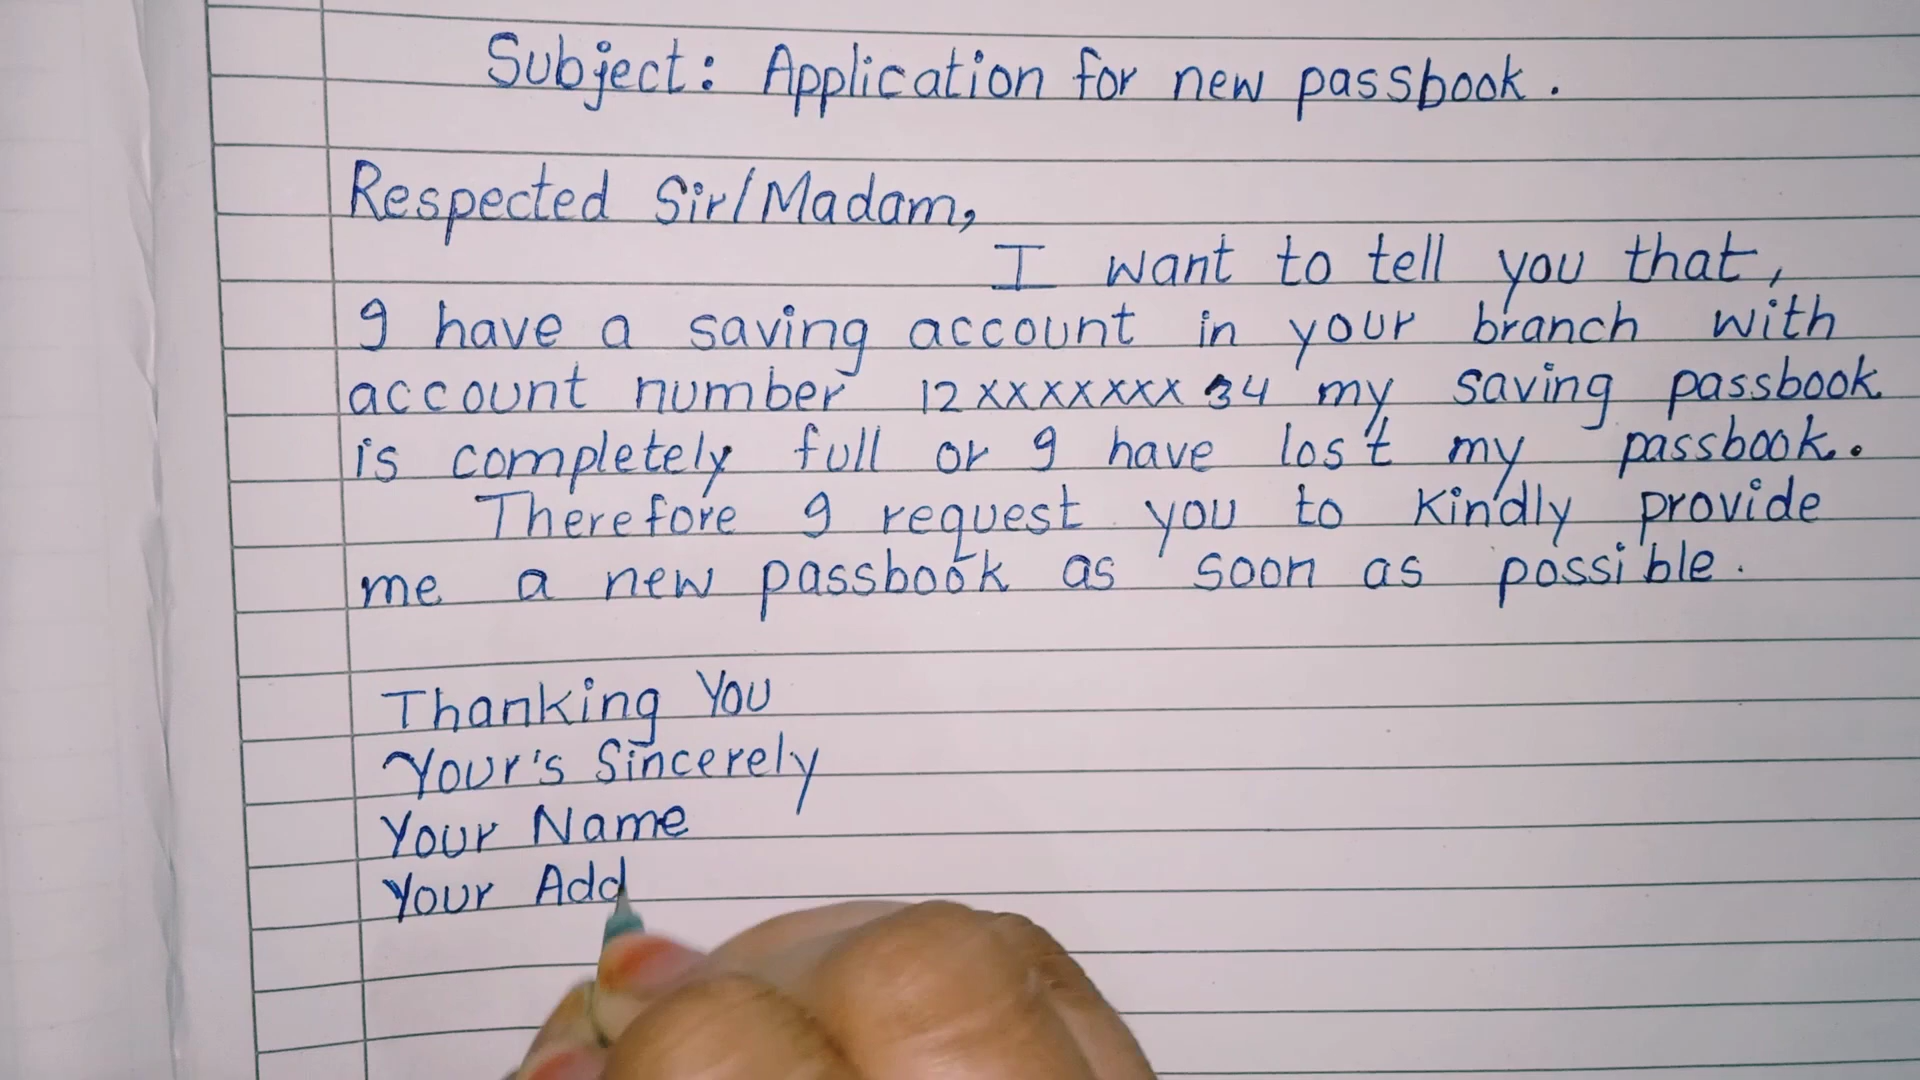 Subject: Application for new passbook.
Respected Sir/Madam,
I want to tell you that,
I have a saving account in your branch with
account number 12xxxxxxx34 my saving passbook
is completely full or I have lost my passbook.
Therefore I request you to kindly provide
me a new passbook as soon as possible.
Thanking You
Your's Sincerely
Your Name
Your Add